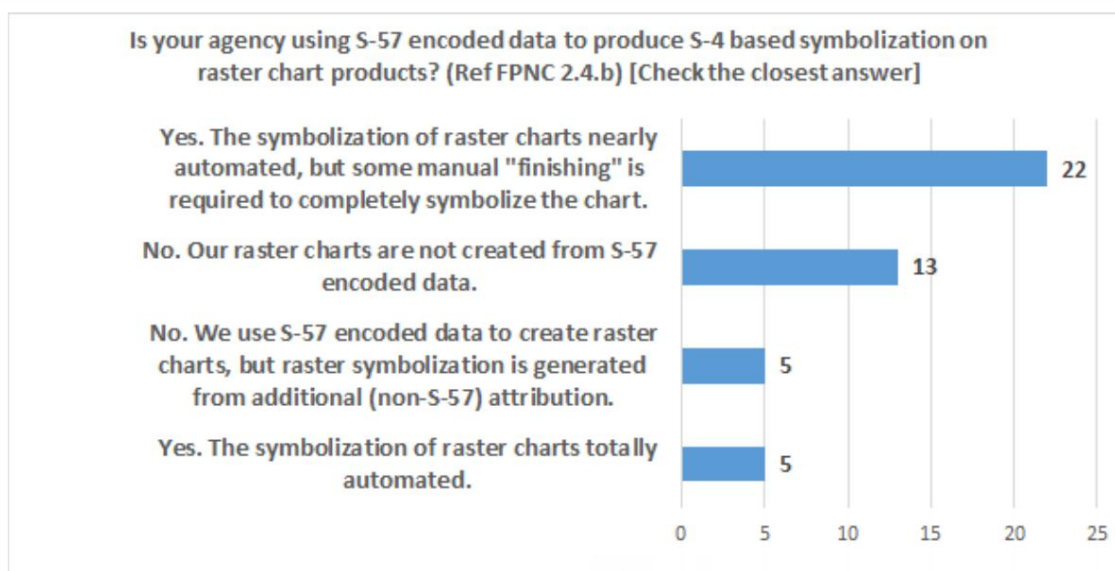 Is your agency using S-57 encoded data to produce S-4 based symbolization on
raster chart products? (Ref FPNC 2.4.b) [Check the closest answer]
Yes. The symbolization of raster charts nearly
automated, but some manual "finishing" is
required to completely symbolize the chart.
22
No. Our raster charts are not created from S-57
encoded data.
13
No. We use S-57 encoded data to create raster
charts, but raster symbolization is generated
from additional (non-S-57) attribution.
5
Yes. The symbolization of raster charts totally
automated.
5
0 5 10 15 20 25